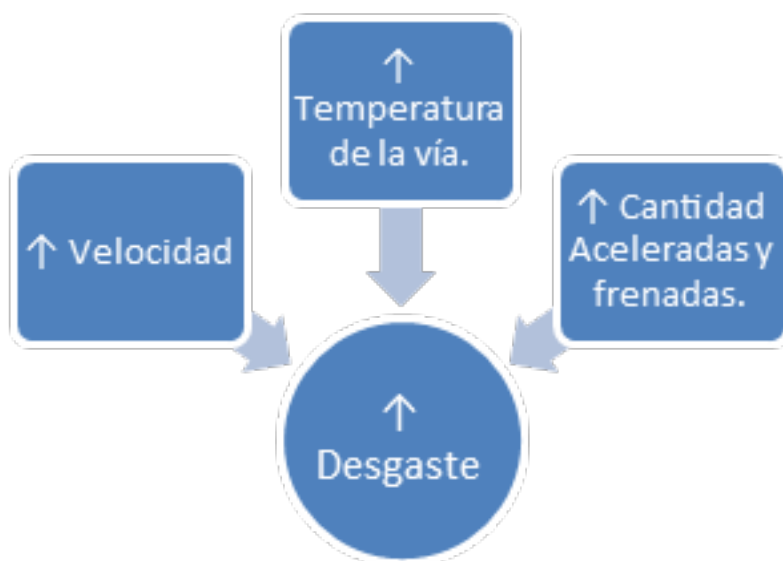 ↑
Temperatura
de la vía.
↑ Velocidad
↑ Cantidad
Aceleradas y
frenadas.
↑
Desgaste